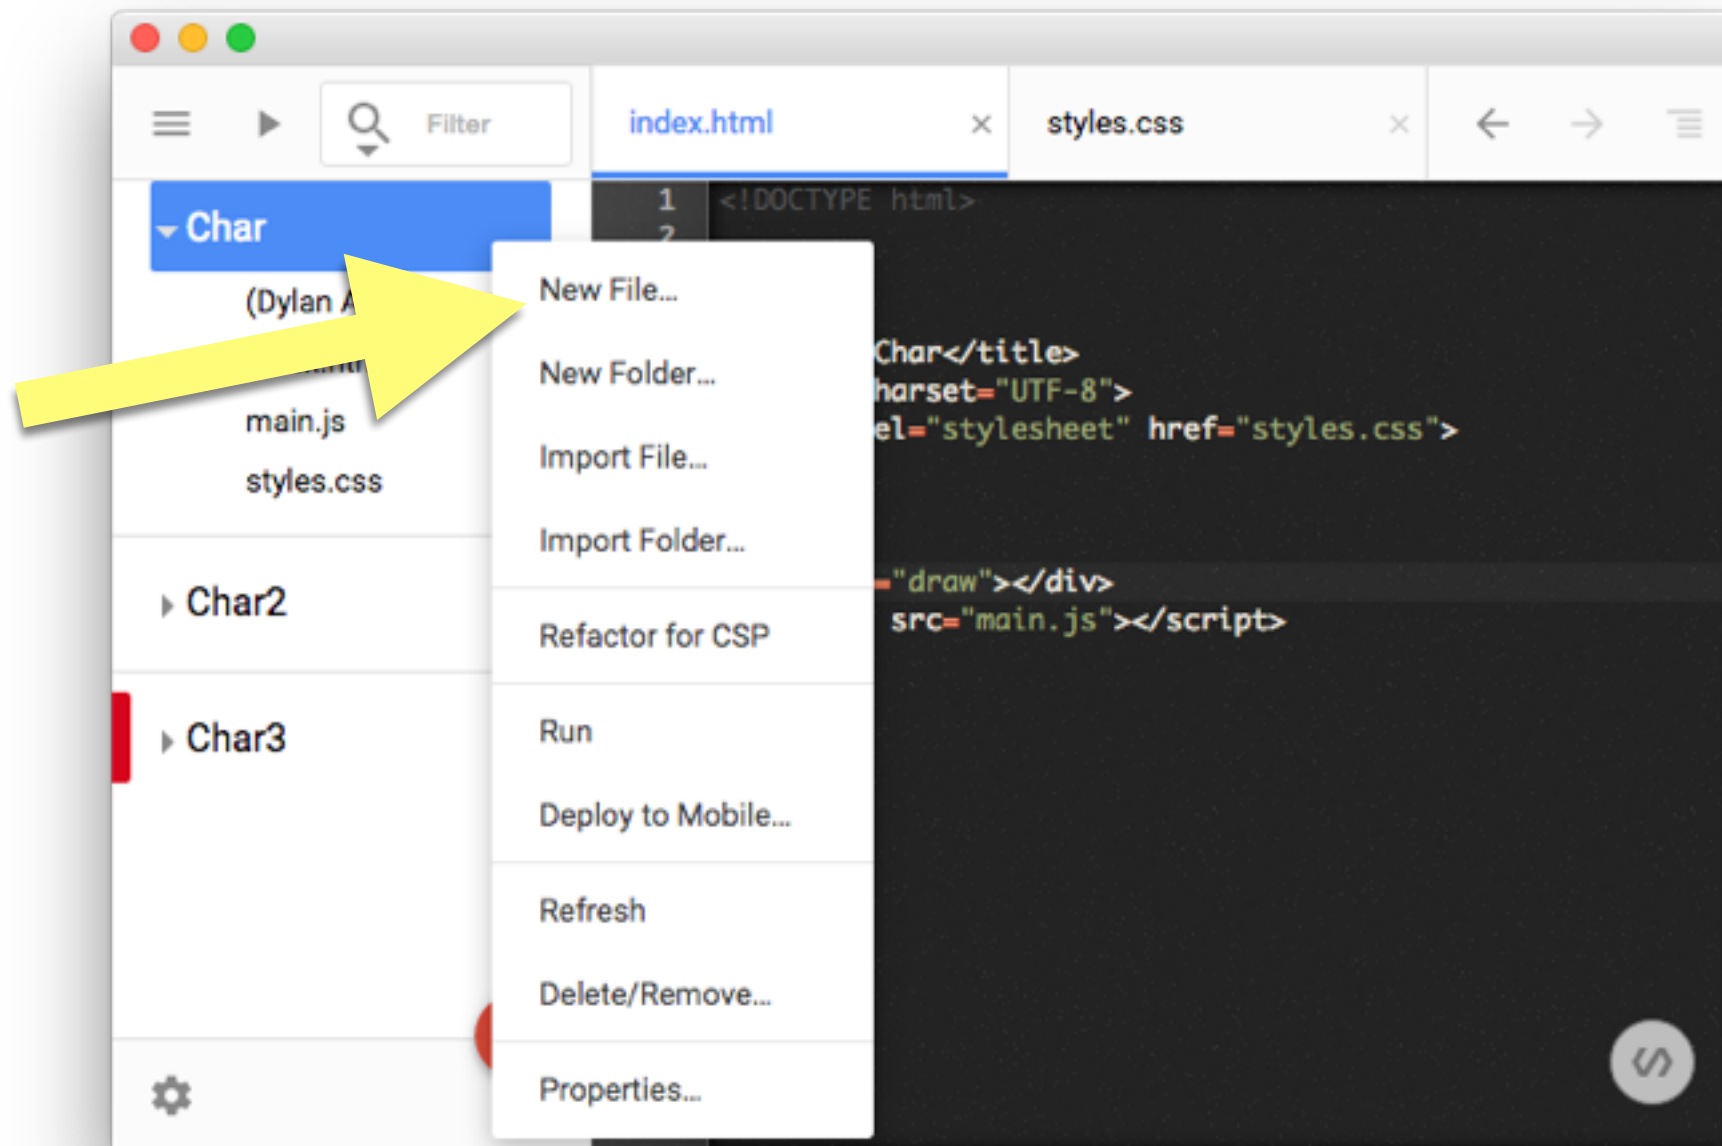 Filter
index.html
styles.css
Char
(Dylan
main.js
styles.css
Char2
Char3
New File...
New Folder...
Import File...
Import Folder...
Refactor for CSP
Run
Deploy to Mobile...
Refresh
Delete/Remove...
Properties...
1 <!DOCTYPE html>
2
Char</title>
harset="UTF-8">
el="stylesheet" href="styles.css">
="draw"></div>
src="main.js"></script>